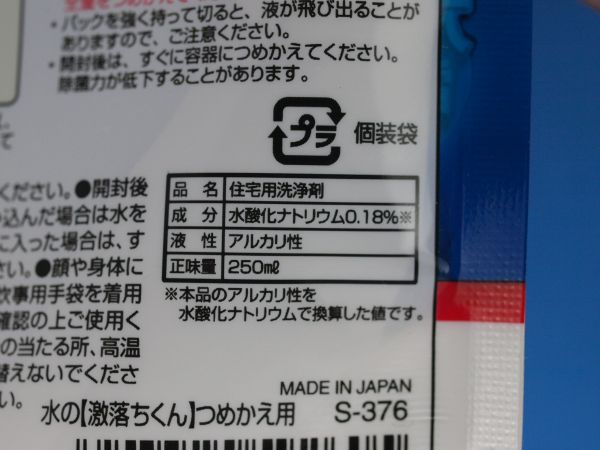 ・パックを強く持って切ると、液が飛び出ることが
ありますので、ご注意ください。
・開封後は、すぐに容器につめかえてください。
除菌力が低下することがあります。
プラ 個装袋
品 名 住宅用洗浄剤
成 分 水酸化ナトリウム0.18%※
液 性 アルカリ性
正味量 250mℓ
※本品のアルカリ性を
水酸化ナトリウムで換算した値です。
ください。●開封後
込んだ場合は水を
に入った場合は、す
さい。●顔や身体に
炊事用手袋を着用
確認の上ご使用く
の当たる所、高温
替えないでくださ
い。
MADE IN JAPAN
水の【激落ちくん】つめかえ用 S-376